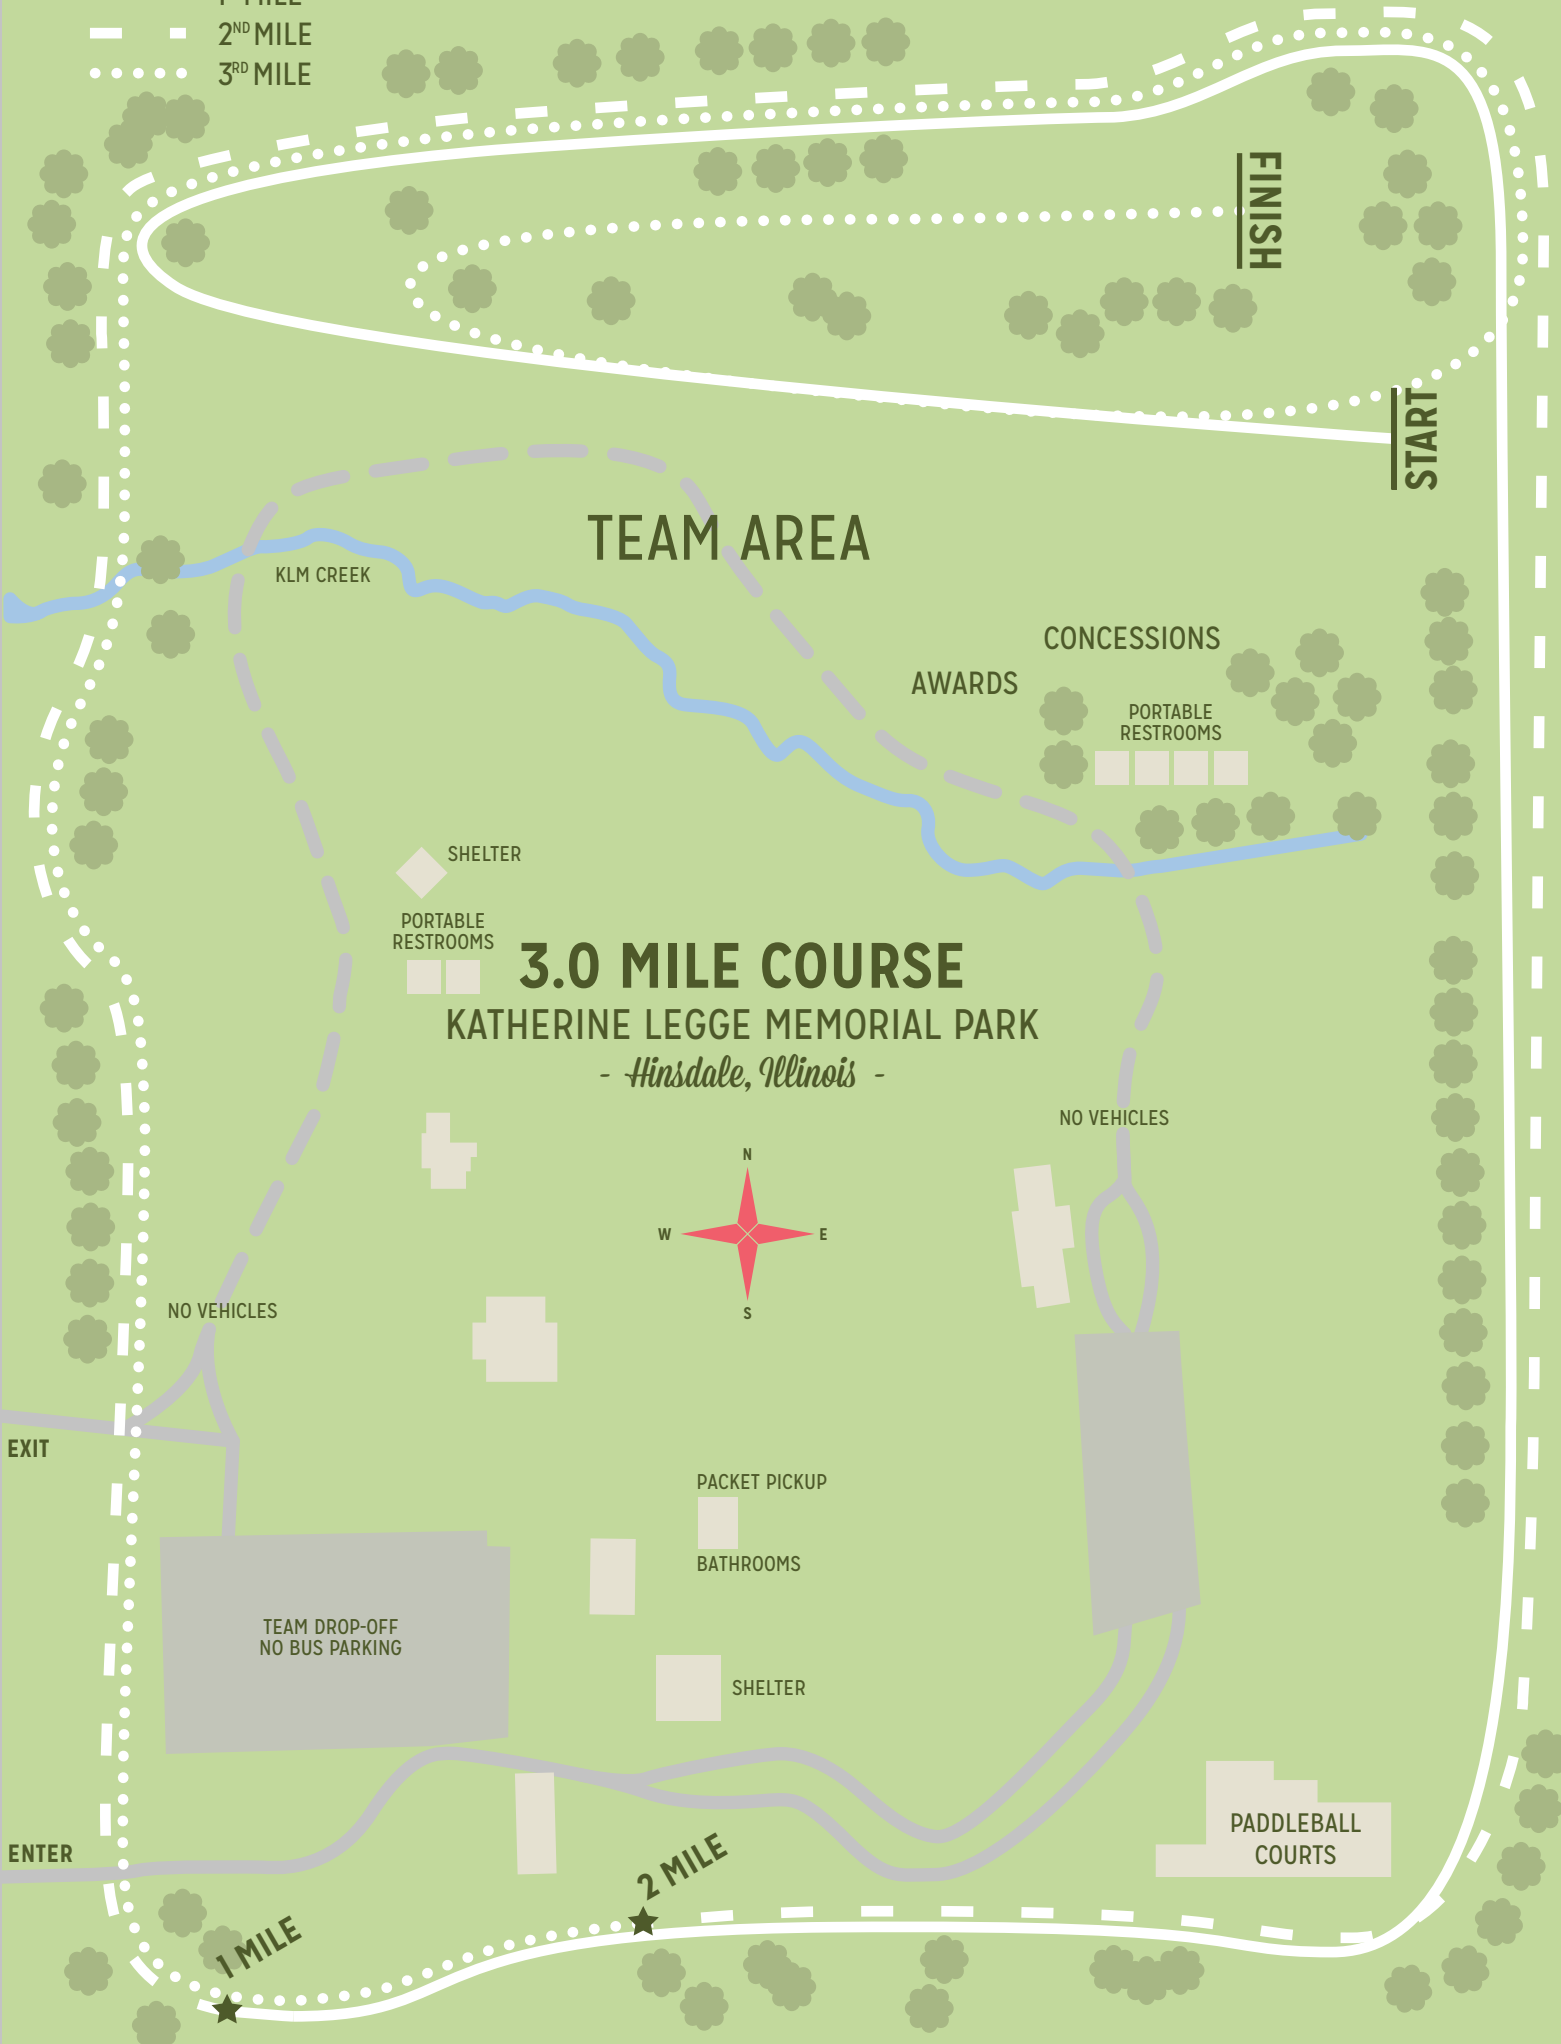 2ND MILE
3RD MILE
FINISH
START
TEAM AREA
KLM CREEK
CONCESSIONS
AWARDS
PORTABLE
RESTROOMS
SHELTER
PORTABLE
RESTROOMS
3.0 MILE COURSE
KATHERINE LEGGE MEMORIAL PARK
- Hinsdale, Illinois -
NO VEHICLES
N
W
E
S
NO VEHICLES
EXIT
PACKET PICKUP
BATHROOMS
TEAM DROP-OFF
NO BUS PARKING
SHELTER
PADDLEBALL
COURTS
ENTER
2 MILE
1 MILE